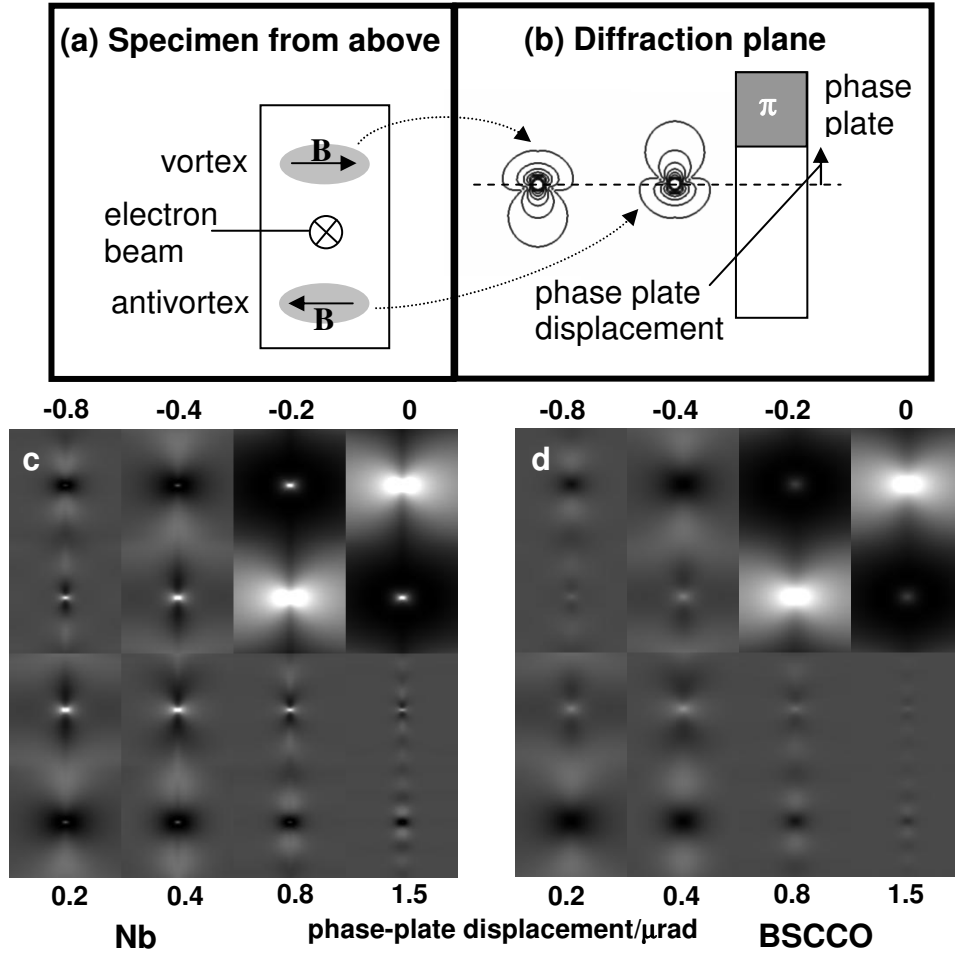 (a) Specimen from above
vortex
B
electron
beam
antivortex
B
(b) Diffraction plane
π
phase
plate
phase plate
displacement
-0.8 -0.4 -0.2 0
c
0.2 0.4 0.8 1.5
Nb
-0.8 -0.4 -0.2 0
d
0.2 0.4 0.8 1.5
BSCCO
phase-plate displacement/μrad